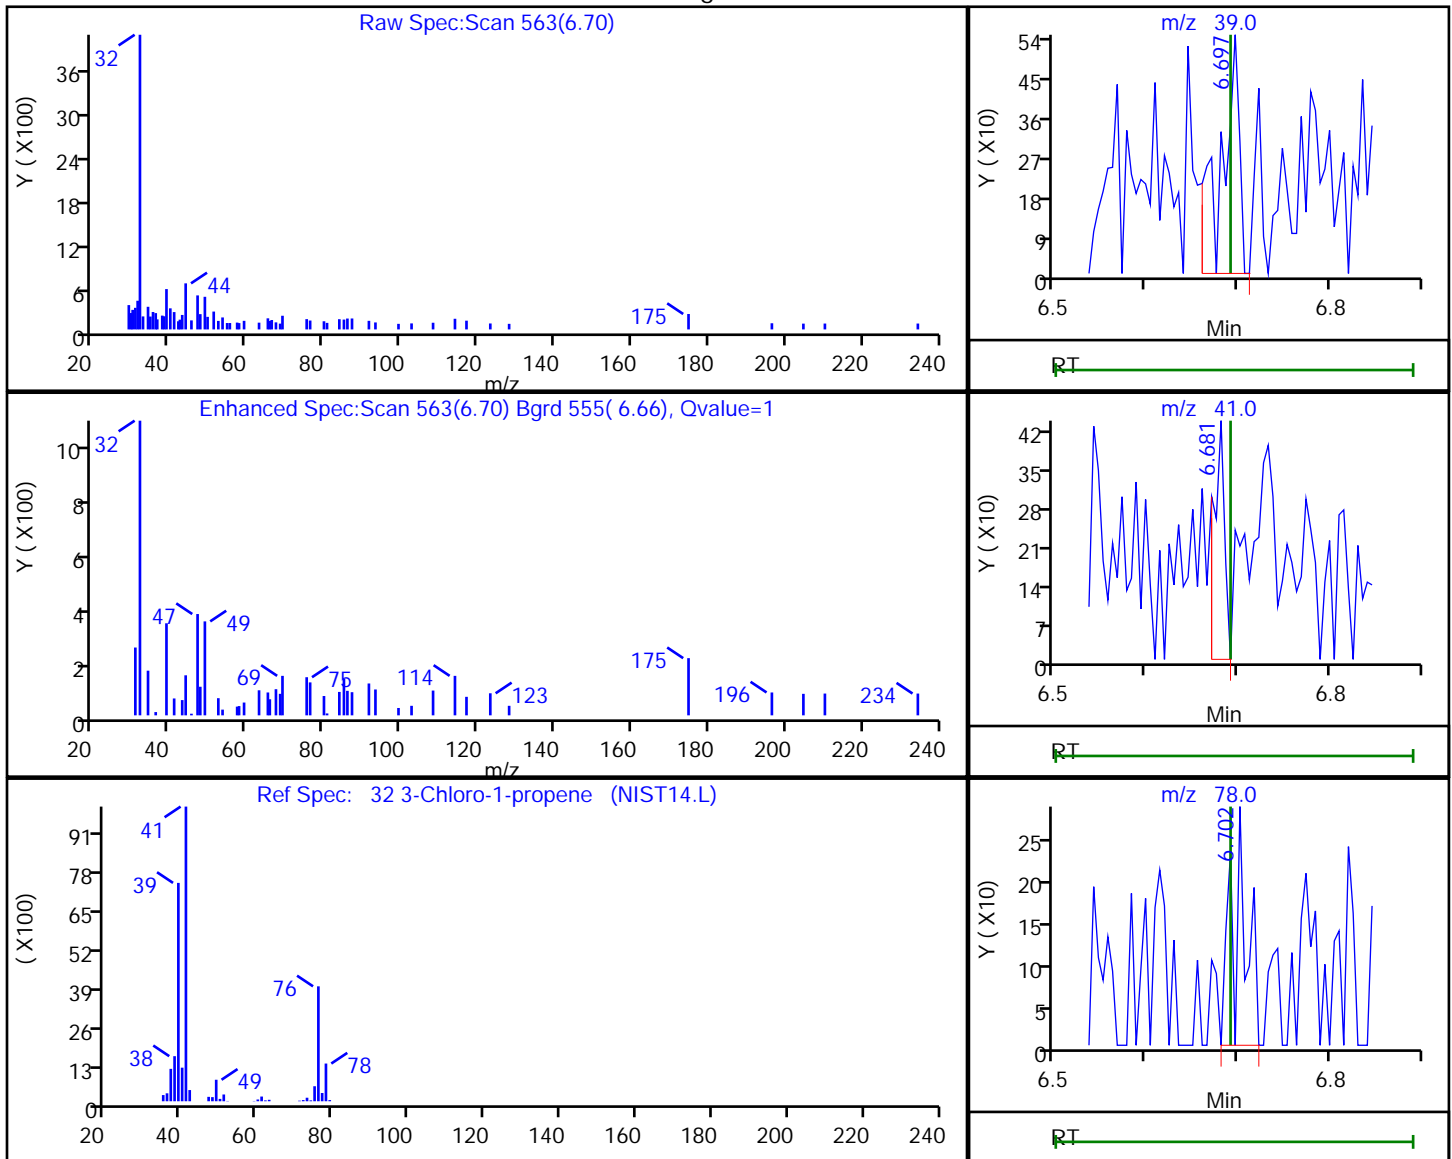 Raw Spec:Scan 563(6.70)
Y ( X100)
36
30
24
18
12
6
0
32
44
175
20 40 60 80 100 120 140 160 180 200 220 240
m/z
m/z 39.0
Y ( X10)
54
45
36
27
18
9
0
6.697
6.5 6.8
Min
RT
Enhanced Spec:Scan 563(6.70) Bgrd 555( 6.66), Qvalue=1
Y ( X100)
10
8
6
4
2
0
32
47
49
69
75
114
123
175
196
234
20 40 60 80 100 120 140 160 180 200 220 240
m/z
m/z 41.0
Y ( X10)
42
35
28
21
14
7
0
6.681
6.5 6.8
Min
RT
Ref Spec: 32 3-Chloro-1-propene (NIST14.L)
( X100)
91
78
65
52
39
26
13
0
41
39
38
49
76
78
20 40 60 80 100 120 140 160 180 200 220 240
m/z 78.0
Y ( X10)
25
20
15
10
5
0
6.702
6.5 6.8
Min
RT